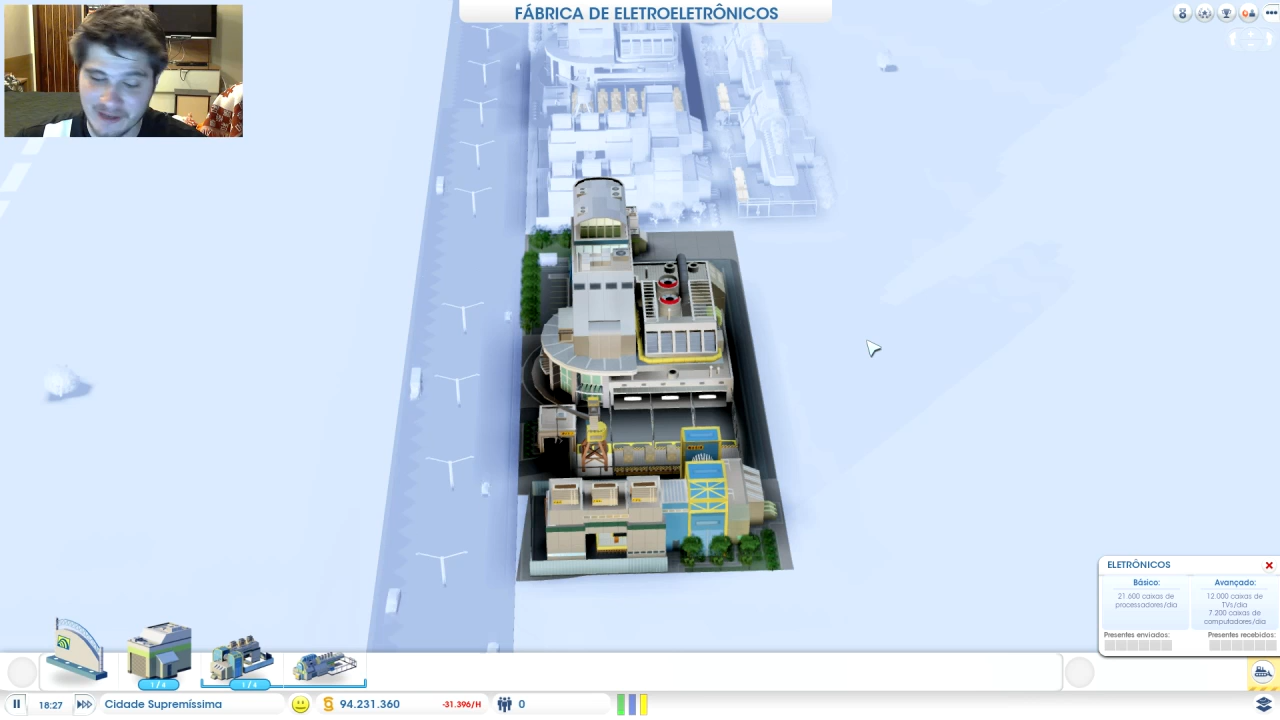 FÁBRICA DE ELETROELETRÔNICOS
ELETRÔNICOS
Básico:
21.600 caixas de
processadores/dia
Avançado:
12.000 caixas de
TVs/dia
7.200 caixas de
computadores/dia
Presentes enviados:
Presentes recebidos:
1/4
1/4
18:27
Cidade Supremíssima
94.231.360
-31.396/H
0